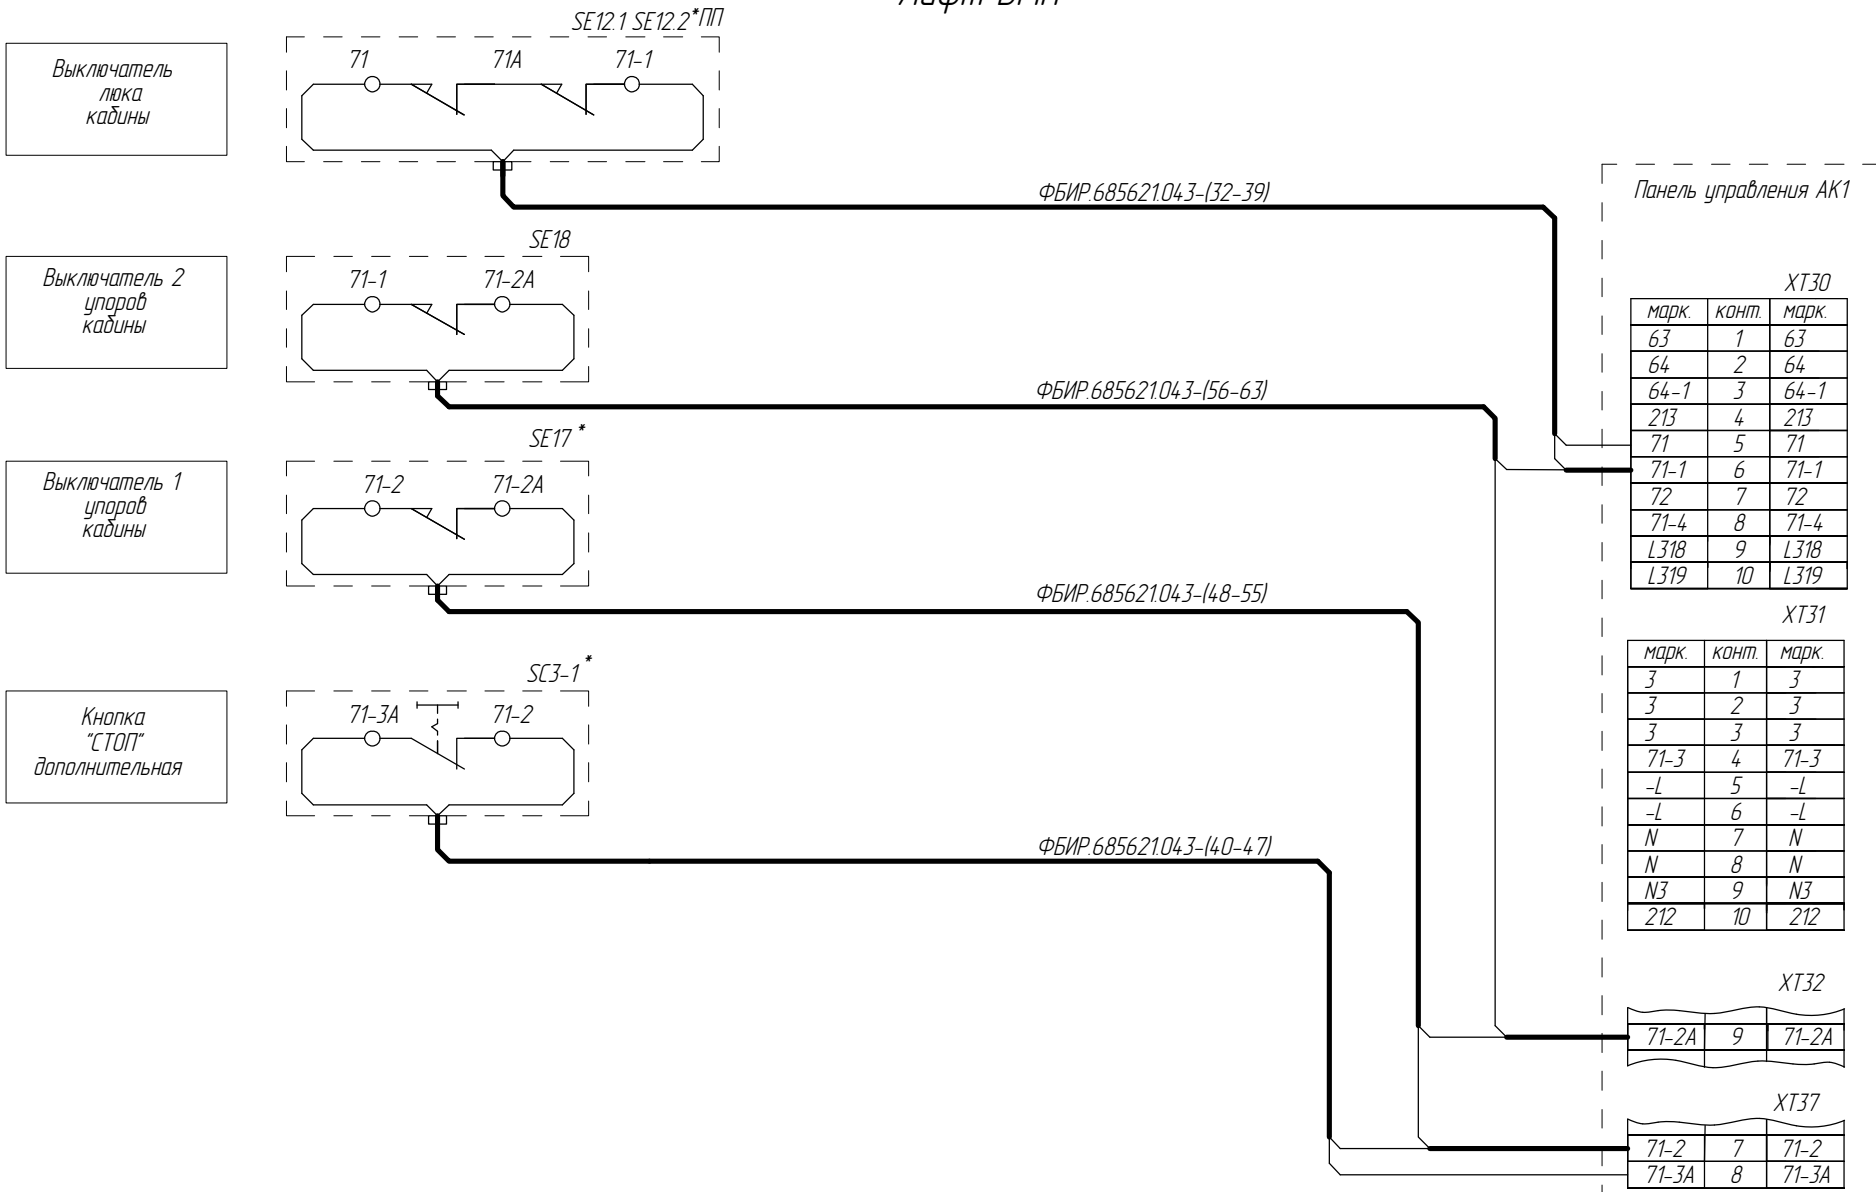 SE12.1 SE12.2*ПП
Выключатель
люка
кабины
71 71А 71-1
ФБИР.685621.043-(32-39)
Панель управления АК1
SE18
Выключатель 2
упоров
кабины
71-1 71-2А
ФБИР.685621.043-(56-63)
SE17 *
Выключатель 1
упоров
кабины
71-2 71-2А
ФБИР.685621.043-(48-55)
SC3-1 *
Кнопка
"СТОП"
дополнительная
71-3А 71-2
ФБИР.685621.043-(40-47)
ХТ30
марк. конт. марк.
63 1 63
64 2 64
64-1 3 64-1
213 4 213
71 5 71
71-1 6 71-1
72 7 72
71-4 8 71-4
L318 9 L318
L319 10 L319
ХТ31
марк. конт. марк.
3 1 3
3 2 3
3 3 3
71-3 4 71-3
-L 5 -L
-L 6 -L
N 7 N
N 8 N
N3 9 N3
212 10 212
ХТ32
71-2А 9 71-2А
ХТ37
71-2 7 71-2
71-3А 8 71-3А